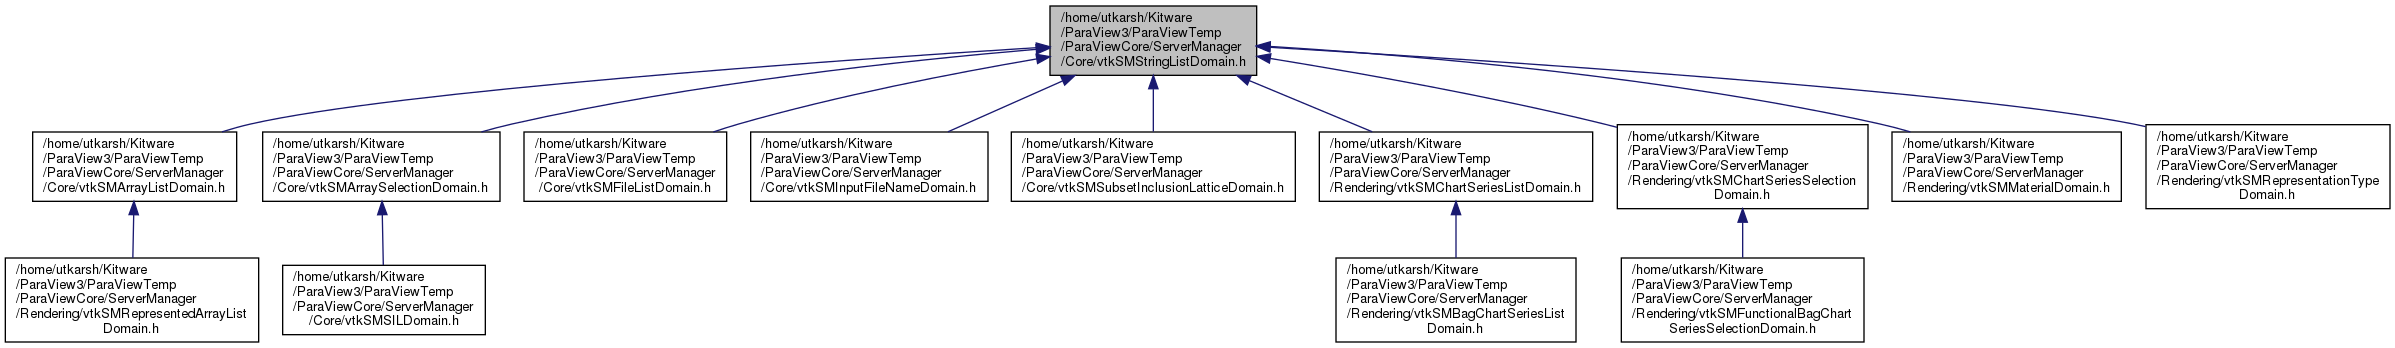 /home/utkarsh/Kitware
/ParaView3/ParaViewTemp
/ParaViewCore/ServerManager
/Core/vtkSMStringListDomain.h
/home/utkarsh/Kitware
/ParaView3/ParaViewTemp
/ParaViewCore/ServerManager
/Core/vtkSMArrayListDomain.h
/home/utkarsh/Kitware
/ParaView3/ParaViewTemp
/ParaViewCore/ServerManager
/Core/vtkSMArraySelectionDomain.h
/home/utkarsh/Kitware
/ParaView3/ParaViewTemp
/ParaViewCore/ServerManager
/Core/vtkSMFileListDomain.h
/home/utkarsh/Kitware
/ParaView3/ParaViewTemp
/ParaViewCore/ServerManager
/Core/vtkSMInputFileNameDomain.h
/home/utkarsh/Kitware
/ParaView3/ParaViewTemp
/ParaViewCore/ServerManager
/Core/vtkSMSubsetInclusionLatticeDomain.h
/home/utkarsh/Kitware
/ParaView3/ParaViewTemp
/ParaViewCore/ServerManager
/Rendering/vtkSMChartSeriesListDomain.h
/home/utkarsh/Kitware
/ParaView3/ParaViewTemp
/ParaViewCore/ServerManager
/Rendering/vtkSMChartSeriesSelection
Domain.h
/home/utkarsh/Kitware
/ParaView3/ParaViewTemp
/ParaViewCore/ServerManager
/Rendering/vtkSMMaterialDomain.h
/home/utkarsh/Kitware
/ParaView3/ParaViewTemp
/ParaViewCore/ServerManager
/Rendering/vtkSMRepresentationType
Domain.h
/home/utkarsh/Kitware
/ParaView3/ParaViewTemp
/ParaViewCore/ServerManager
/Rendering/vtkSMRepresentedArrayList
Domain.h
/home/utkarsh/Kitware
/ParaView3/ParaViewTemp
/ParaViewCore/ServerManager
/Core/vtkSMSILDomain.h
/home/utkarsh/Kitware
/ParaView3/ParaViewTemp
/ParaViewCore/ServerManager
/Rendering/vtkSMBagChartSeriesList
Domain.h
/home/utkarsh/Kitware
/ParaView3/ParaViewTemp
/ParaViewCore/ServerManager
/Rendering/vtkSMFunctionalBagChart
SeriesSelectionDomain.h